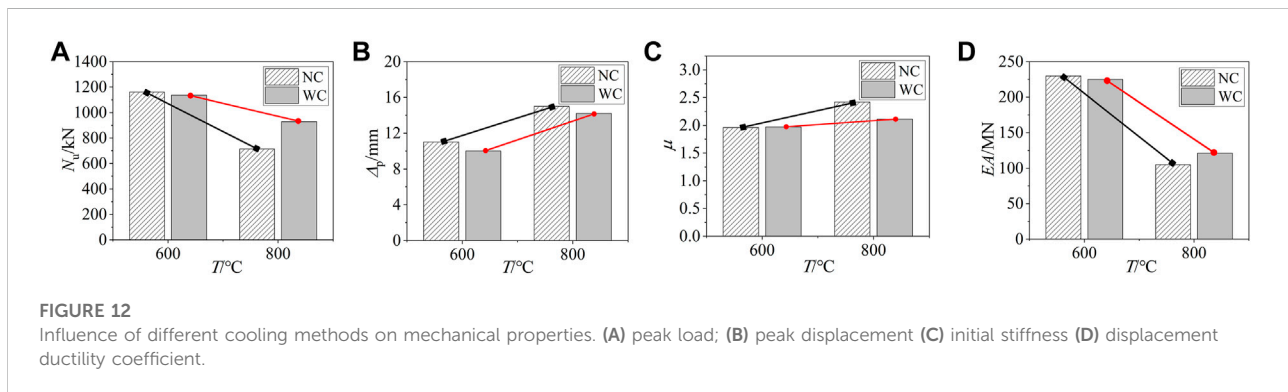 A
B
C
D
1400
1200
1000
800
600
400
200
0
Nu/kN
NC
WC
600
800
T/°C
20
16
12
8
4
0
Δp/mm
NC
WC
600
800
T/°C
3.0
2.5
2.0
1.5
1.0
0.5
0.0
μ
NC
WC
600
800
T/°C
250
200
150
100
50
0
EA/MN
NC
WC
600
800
T/°C
FIGURE 12
Influence of different cooling methods on mechanical properties. (A) peak load; (B) peak displacement (C) initial stiffness (D) displacement
ductility coefficient.